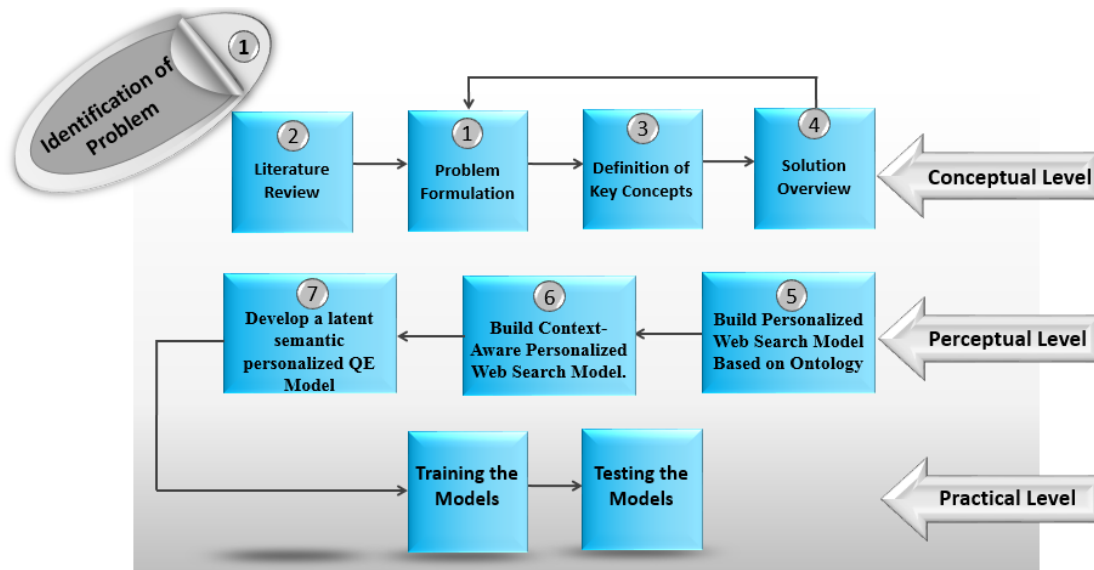 1
Identification of
Problem
2
Literature
Review
1
Problem
Formulation
3
Definition of
Key Concepts
4
Solution
Overview
Conceptual Level
7
Develop a latent
semantic
personalized QE
Model
6
Build Context-
Aware Personalized
Web Search Model.
5
Build Personalized
Web Search Model
Based on Ontology
Perceptual Level
Training the
Models
Testing the
Models
Practical Level